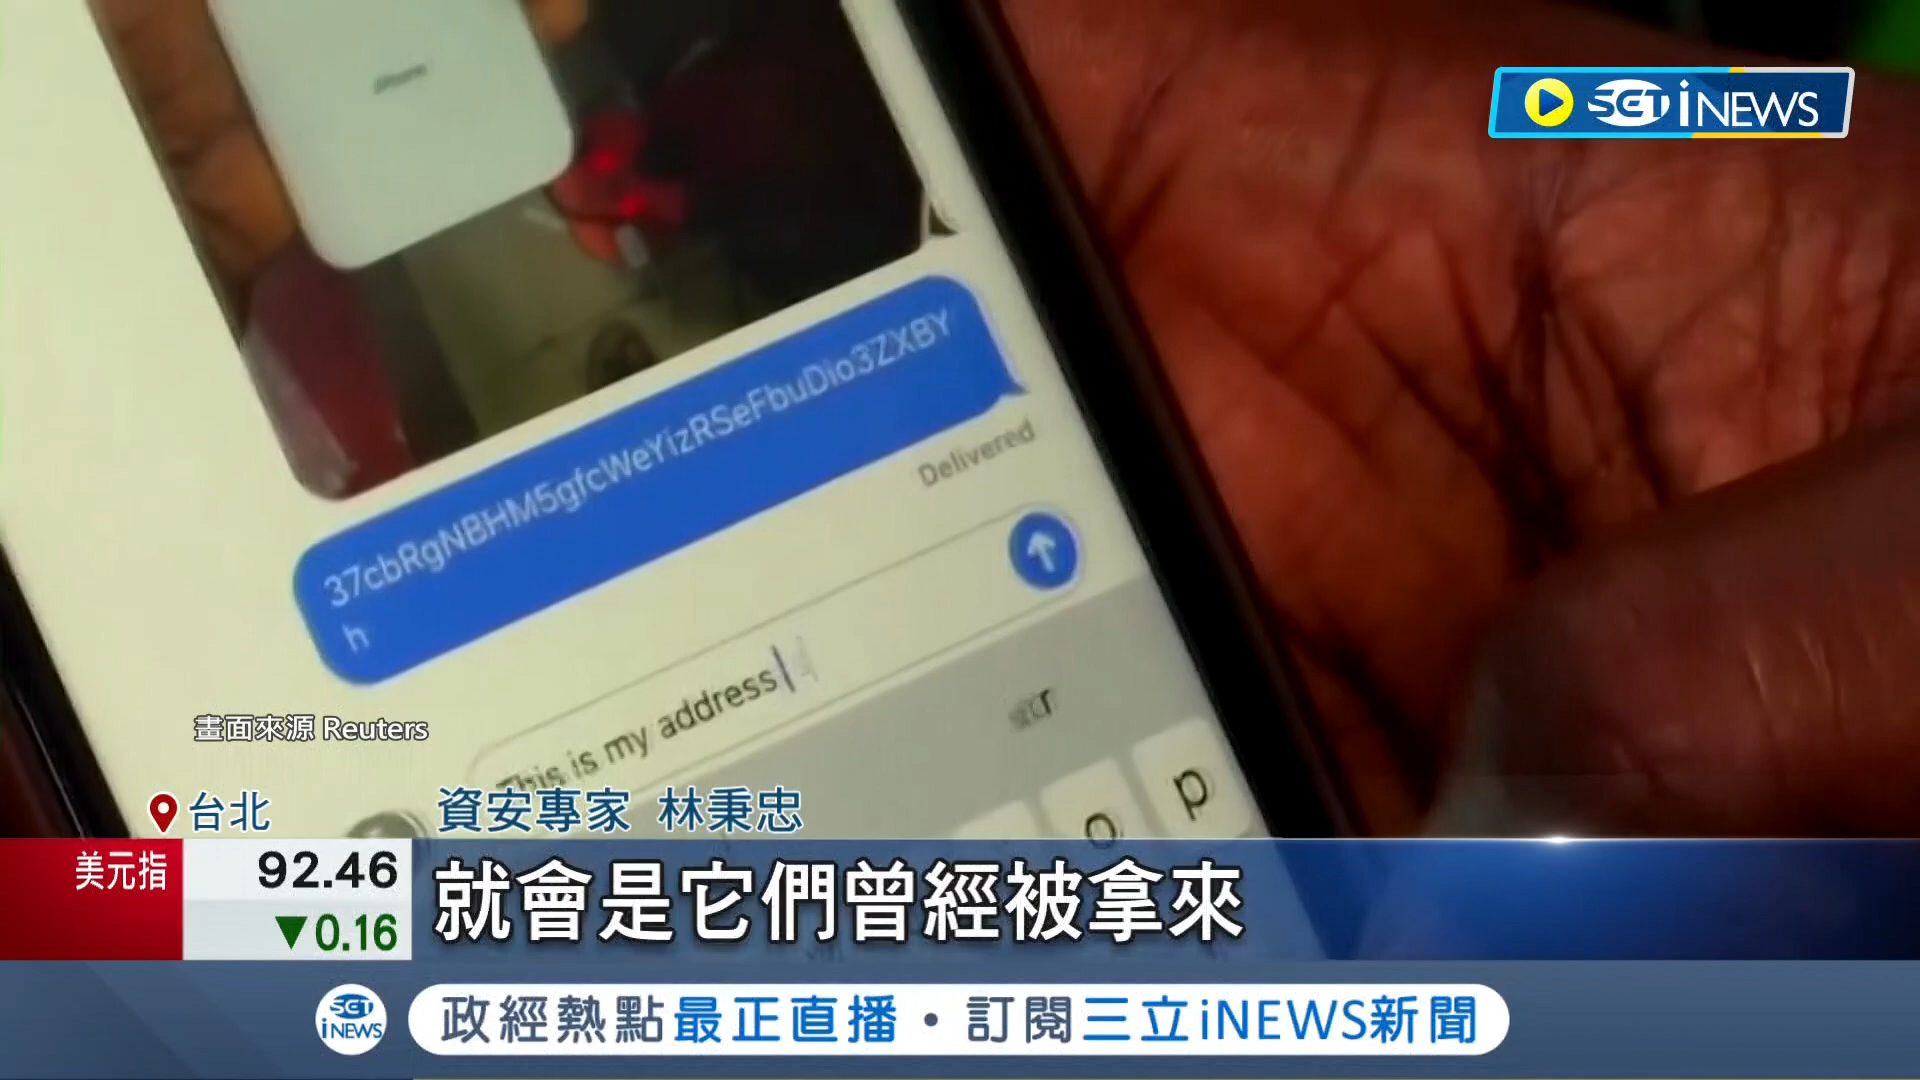 iPhone
SET iNEWS
37cbRgNBHM5gfcWeYizRSeFbuDio3ZXBY
h
Delivered
This is my address
o
p
畫面來源 Reuters
台北
資安專家 林秉忠
美元指
92.46
▼0.16
就會是它們曾經被拿來
SET iNEWS
政經熱點最正直播・訂閱三立iNEWS新聞